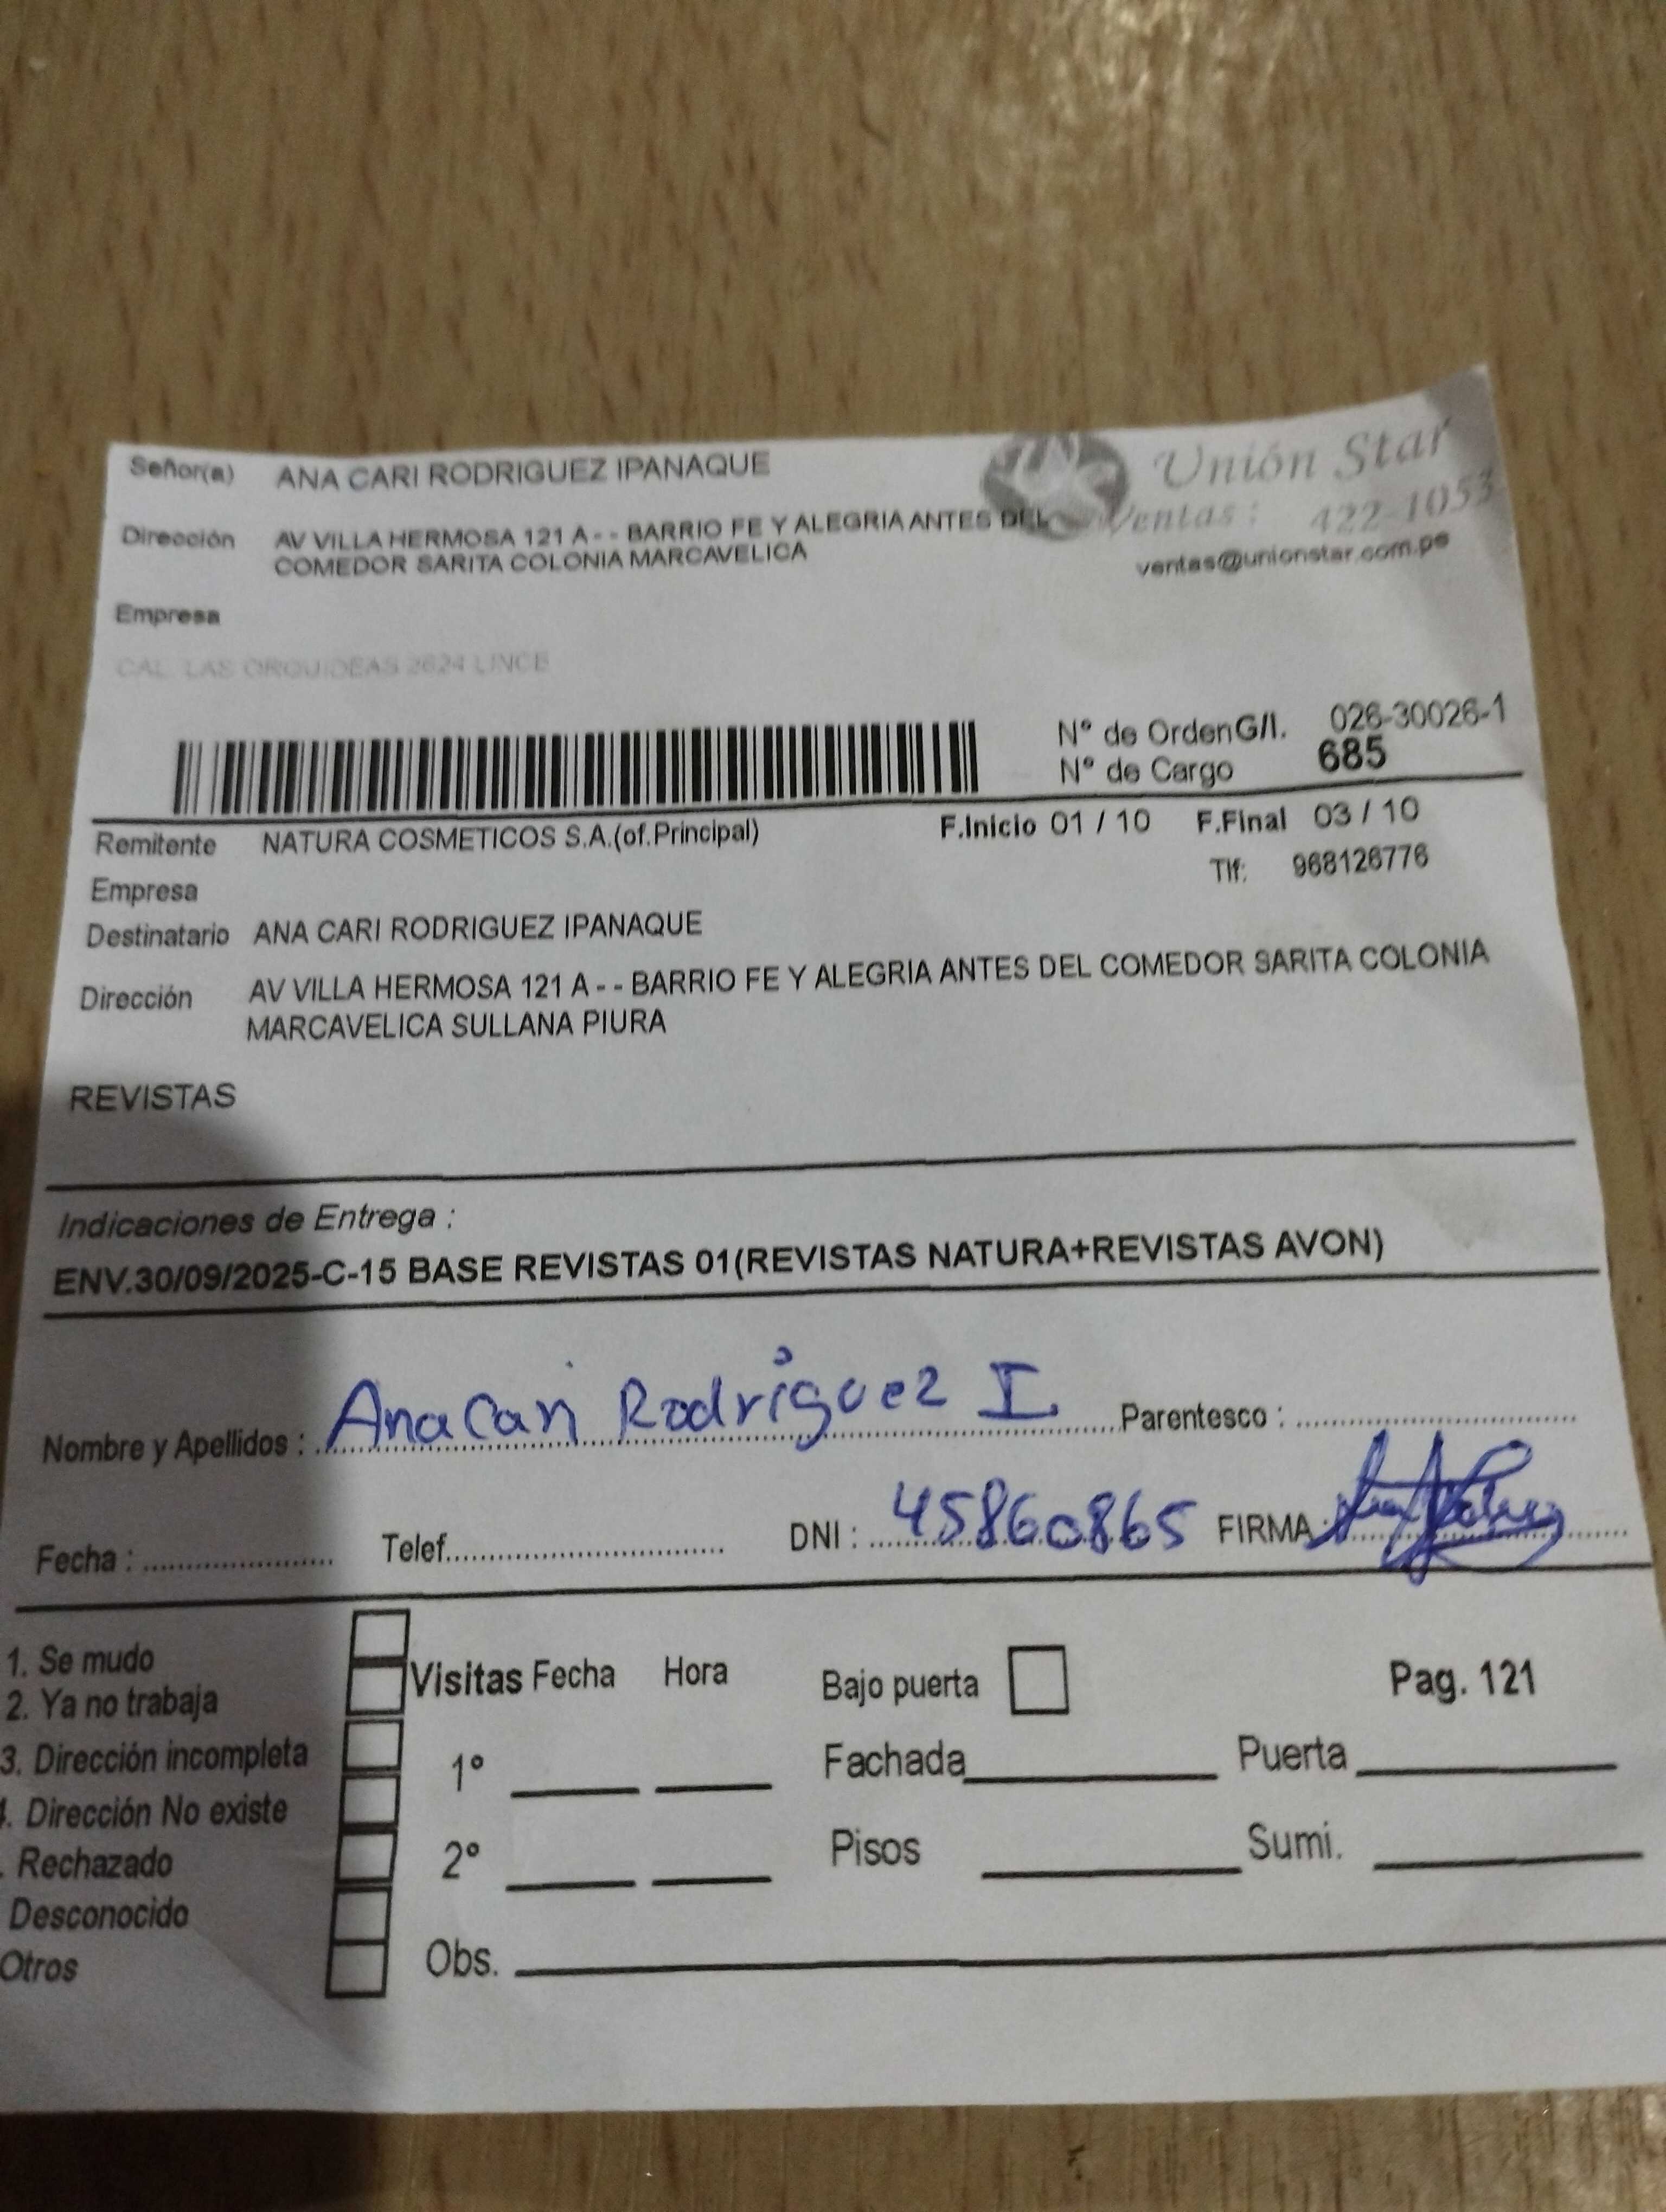 Señor(a) ANA CARI RODRIGUEZ IPANAQUE
Unión Star
Dirección AV VILLA HERMOSA 121 A - - BARRIO FE Y ALEGRIA ANTES DEL
COMEDOR SARITA COLONIA MARCAVELICA
Ventas: 422-1053
ventas@unionstar.com.pe
Empresa
CAL. LAS ORQUIDEAS 2624 LINCE
Nº de Orden G/I. 026-30026-1
Nº de Cargo 685
Remitente NATURA COSMETICOS S.A.(of.Principal) F.Inicio 01 / 10 F.Final 03 / 10
Tlf: 968126776
Empresa
Destinatario ANA CARI RODRIGUEZ IPANAQUE
Dirección AV VILLA HERMOSA 121 A - - BARRIO FE Y ALEGRIA ANTES DEL COMEDOR SARITA COLONIA
MARCAVELICA SULLANA PIURA
REVISTAS
Indicaciones de Entrega :
ENV.30/09/2025-C-15 BASE REVISTAS 01(REVISTAS NATURA+REVISTAS AVON)
Nombre y Apellidos : Ana Cari Rodriguez I Parentesco :
Fecha : Telef. DNI : 45860865 FIRMA :
1. Se mudo
2. Ya no trabaja
3. Dirección incompleta
. Dirección No existe
. Rechazado
Desconocido
Otros
Visitas Fecha Hora
1º
2º
Obs.
Bajo puerta Pag. 121
Fachada Puerta
Pisos Sumi.